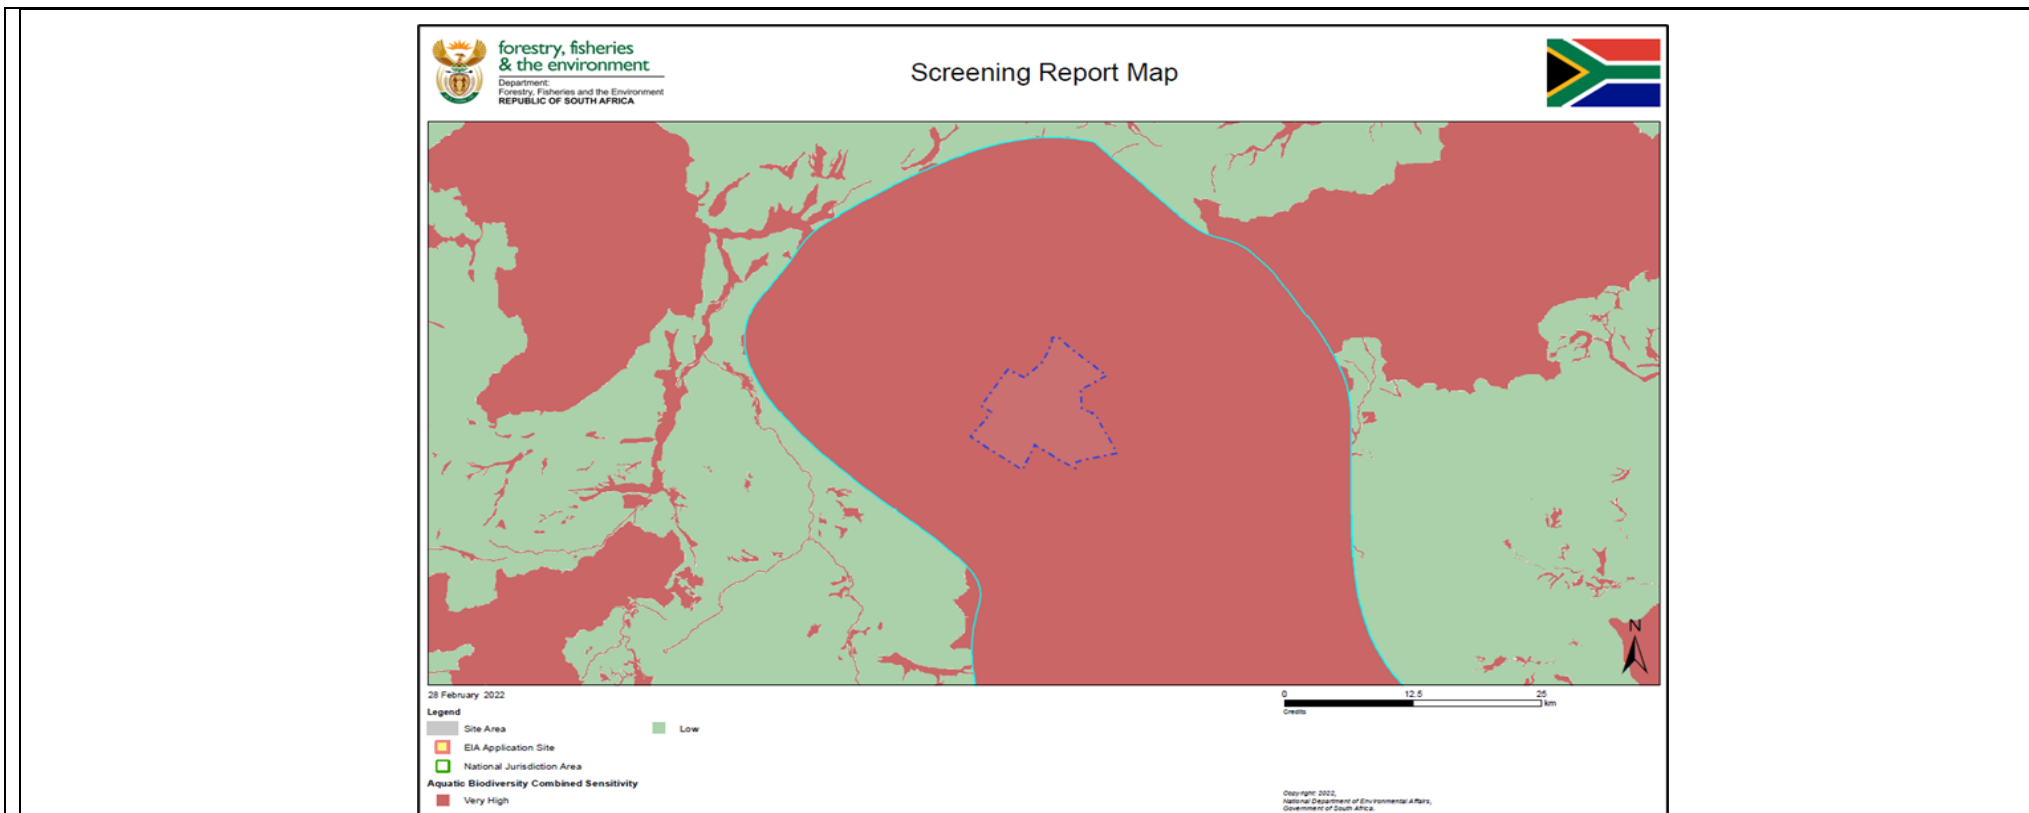 forestry, fisheries
& the environment
Department:
Forestry, Fisheries and the Environment
REPUBLIC OF SOUTH AFRICA
Screening Report Map
N
28 February 2022
0 12.5 25
km
Credits
Legend
Site Area
Low
EIA Application Site
National Jurisdiction Area
Aquatic Biodiversity Combined Sensitivity
Very High
Copyright: 2022,
National Department of Environmental Affairs,
Government of South Africa.